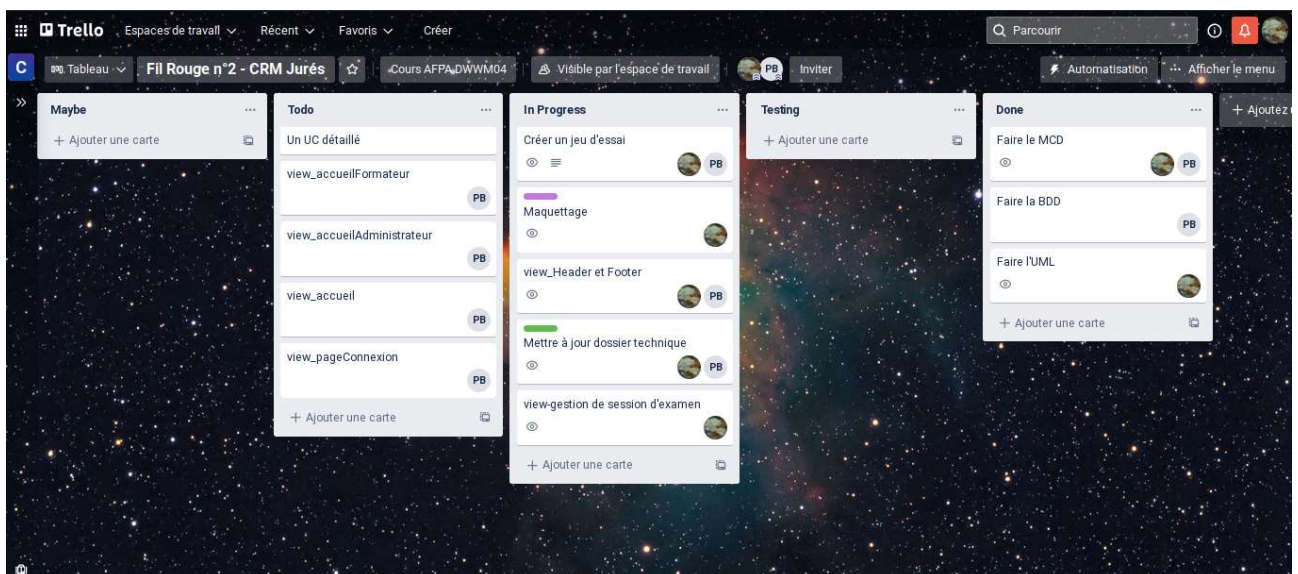 Trello Espaces de travail Récent Favoris Créer Parcourir
C Tableau Fil Rouge n°2 - CRM Jurés Cours AFPA DWWM04 Visible par l'espace de travail PB Inviter Automatisation ... Afficher le menu
Maybe
+ Ajouter une carte
Todo
Un UC détaillé
view_accueilFormateur
PB
view_accueilAdministrateur
PB
view_accueil
PB
view_pageConnexion
PB
+ Ajouter une carte
In Progress
Créer un jeu d'essai
PB
Maquettage
view_Header et Footer
PB
Mettre à jour dossier technique
PB
view-gestion de session d'examen
+ Ajouter une carte
Testing
+ Ajouter une carte
Done
Faire le MCD
PB
Faire la BDD
PB
Faire l'UML
+ Ajouter une carte
+ Ajoutez